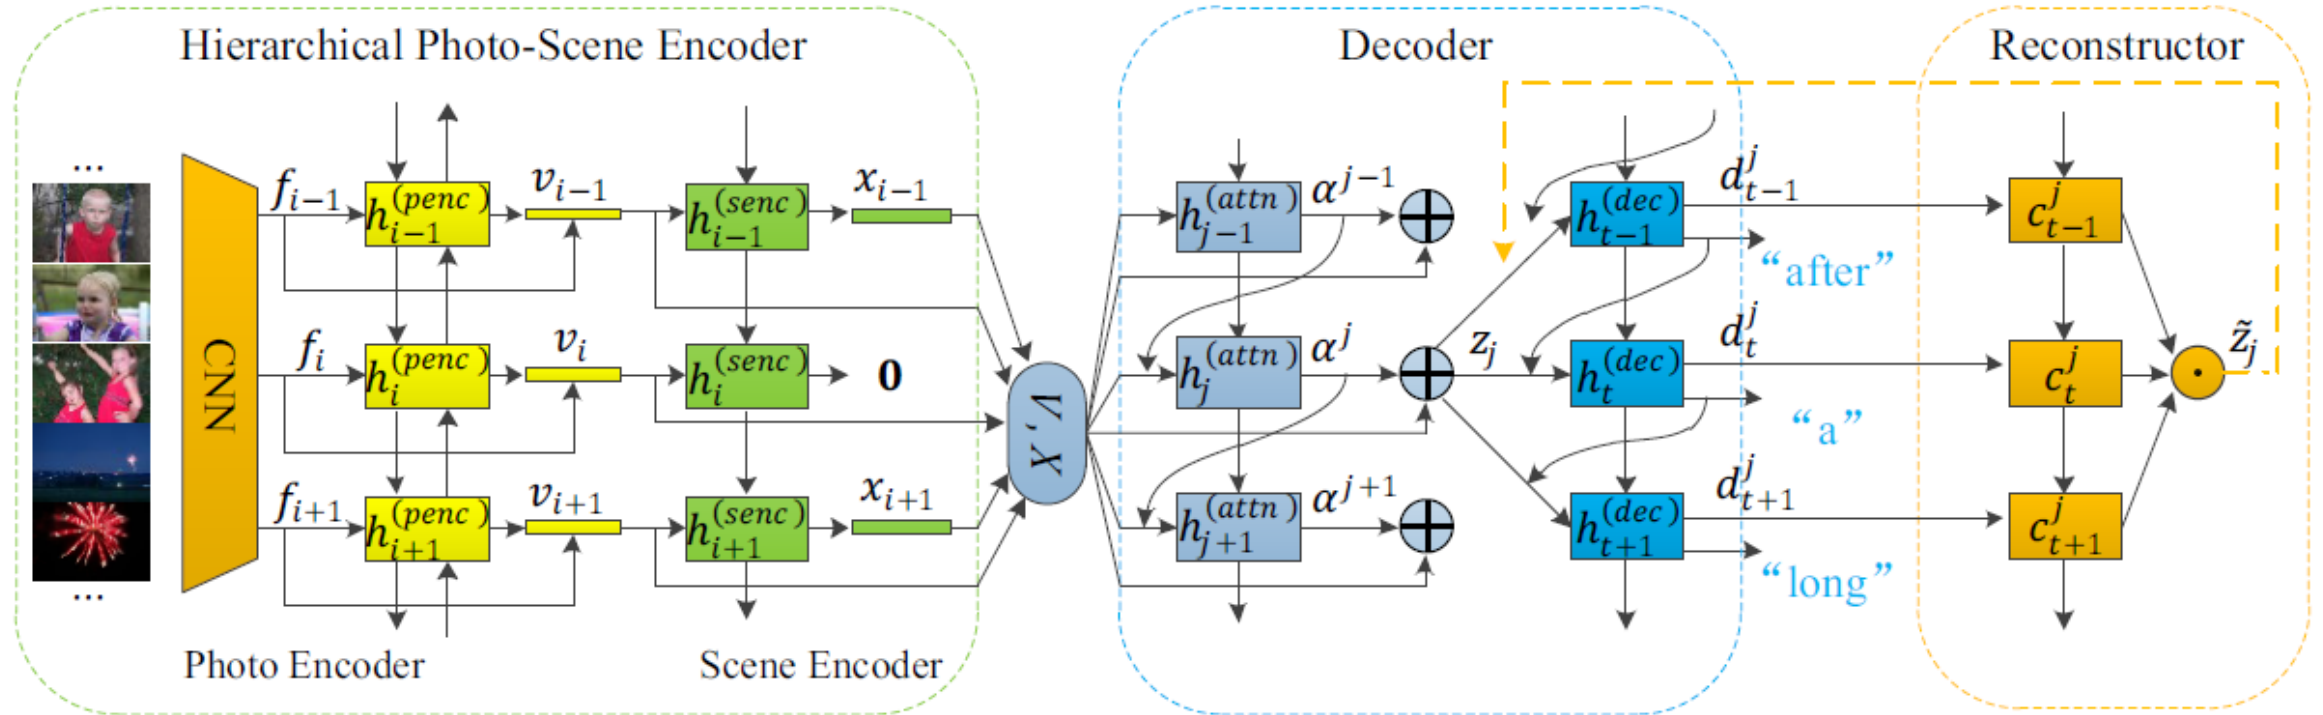 Hierarchical Photo-Scene Encoder
Decoder
Reconstructor
...
f_{i-1}
h_{i-1}^{(penc)}
v_{i-1}
h_{i-1}^{(senc)}
x_{i-1}
h_{j-1}^{(attn)}
α^{j-1}
h_{t-1}^{(dec)}
d_{t-1}^{j}
c_{t-1}^{j}
"after"
CNN
f_i
h_i^{(penc)}
v_i
h_i^{(senc)}
0
X, V
h_j^{(attn)}
α^j
z_j
h_t^{(dec)}
d_t^j
c_t^j
z̃_j
"a"
f_{i+1}
h_{i+1}^{(penc)}
v_{i+1}
h_{i+1}^{(senc)}
x_{i+1}
h_{j+1}^{(attn)}
α^{j+1}
h_{t+1}^{(dec)}
d_{t+1}^{j}
c_{t+1}^{j}
"long"
...
Photo Encoder
Scene Encoder